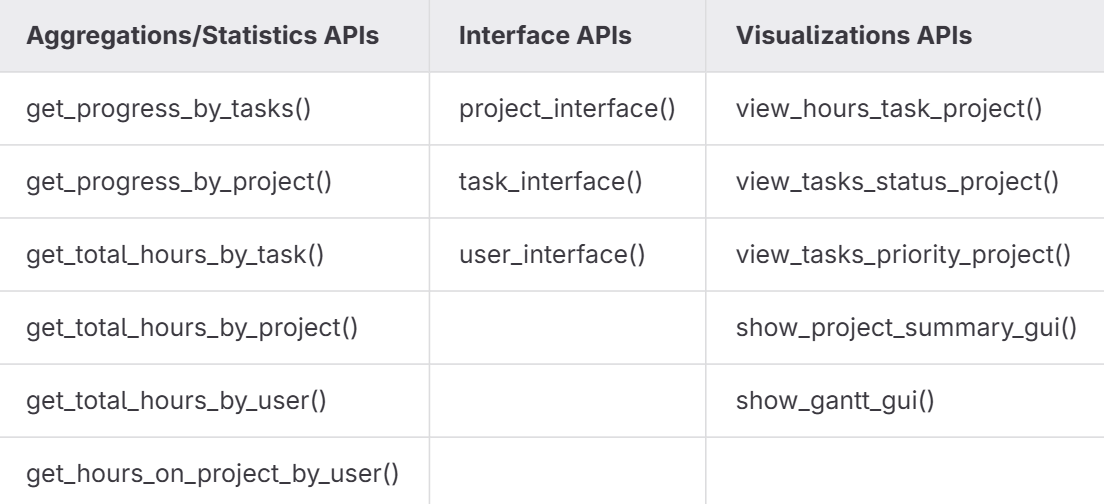 Aggregations/Statistics APIs Interface APIs Visualizations APIs
get_progress_by_tasks() project_interface() view_hours_task_project()
get_progress_by_project() task_interface() view_tasks_status_project()
get_total_hours_by_task() user_interface() view_tasks_priority_project()
get_total_hours_by_project() show_project_summary_gui()
get_total_hours_by_user() show_gantt_gui()
get_hours_on_project_by_user()